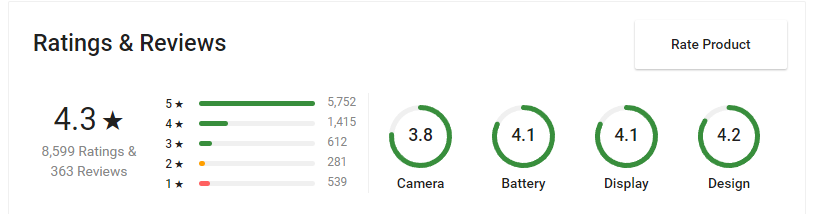 Ratings & Reviews
Rate Product
4.3 ★
8,599 Ratings &
363 Reviews
5 ★ 5,752
4 ★ 1,415
3 ★ 612
2 ★ 281
1 ★ 539
3.8 4.1 4.1 4.2
Camera Battery Display Design